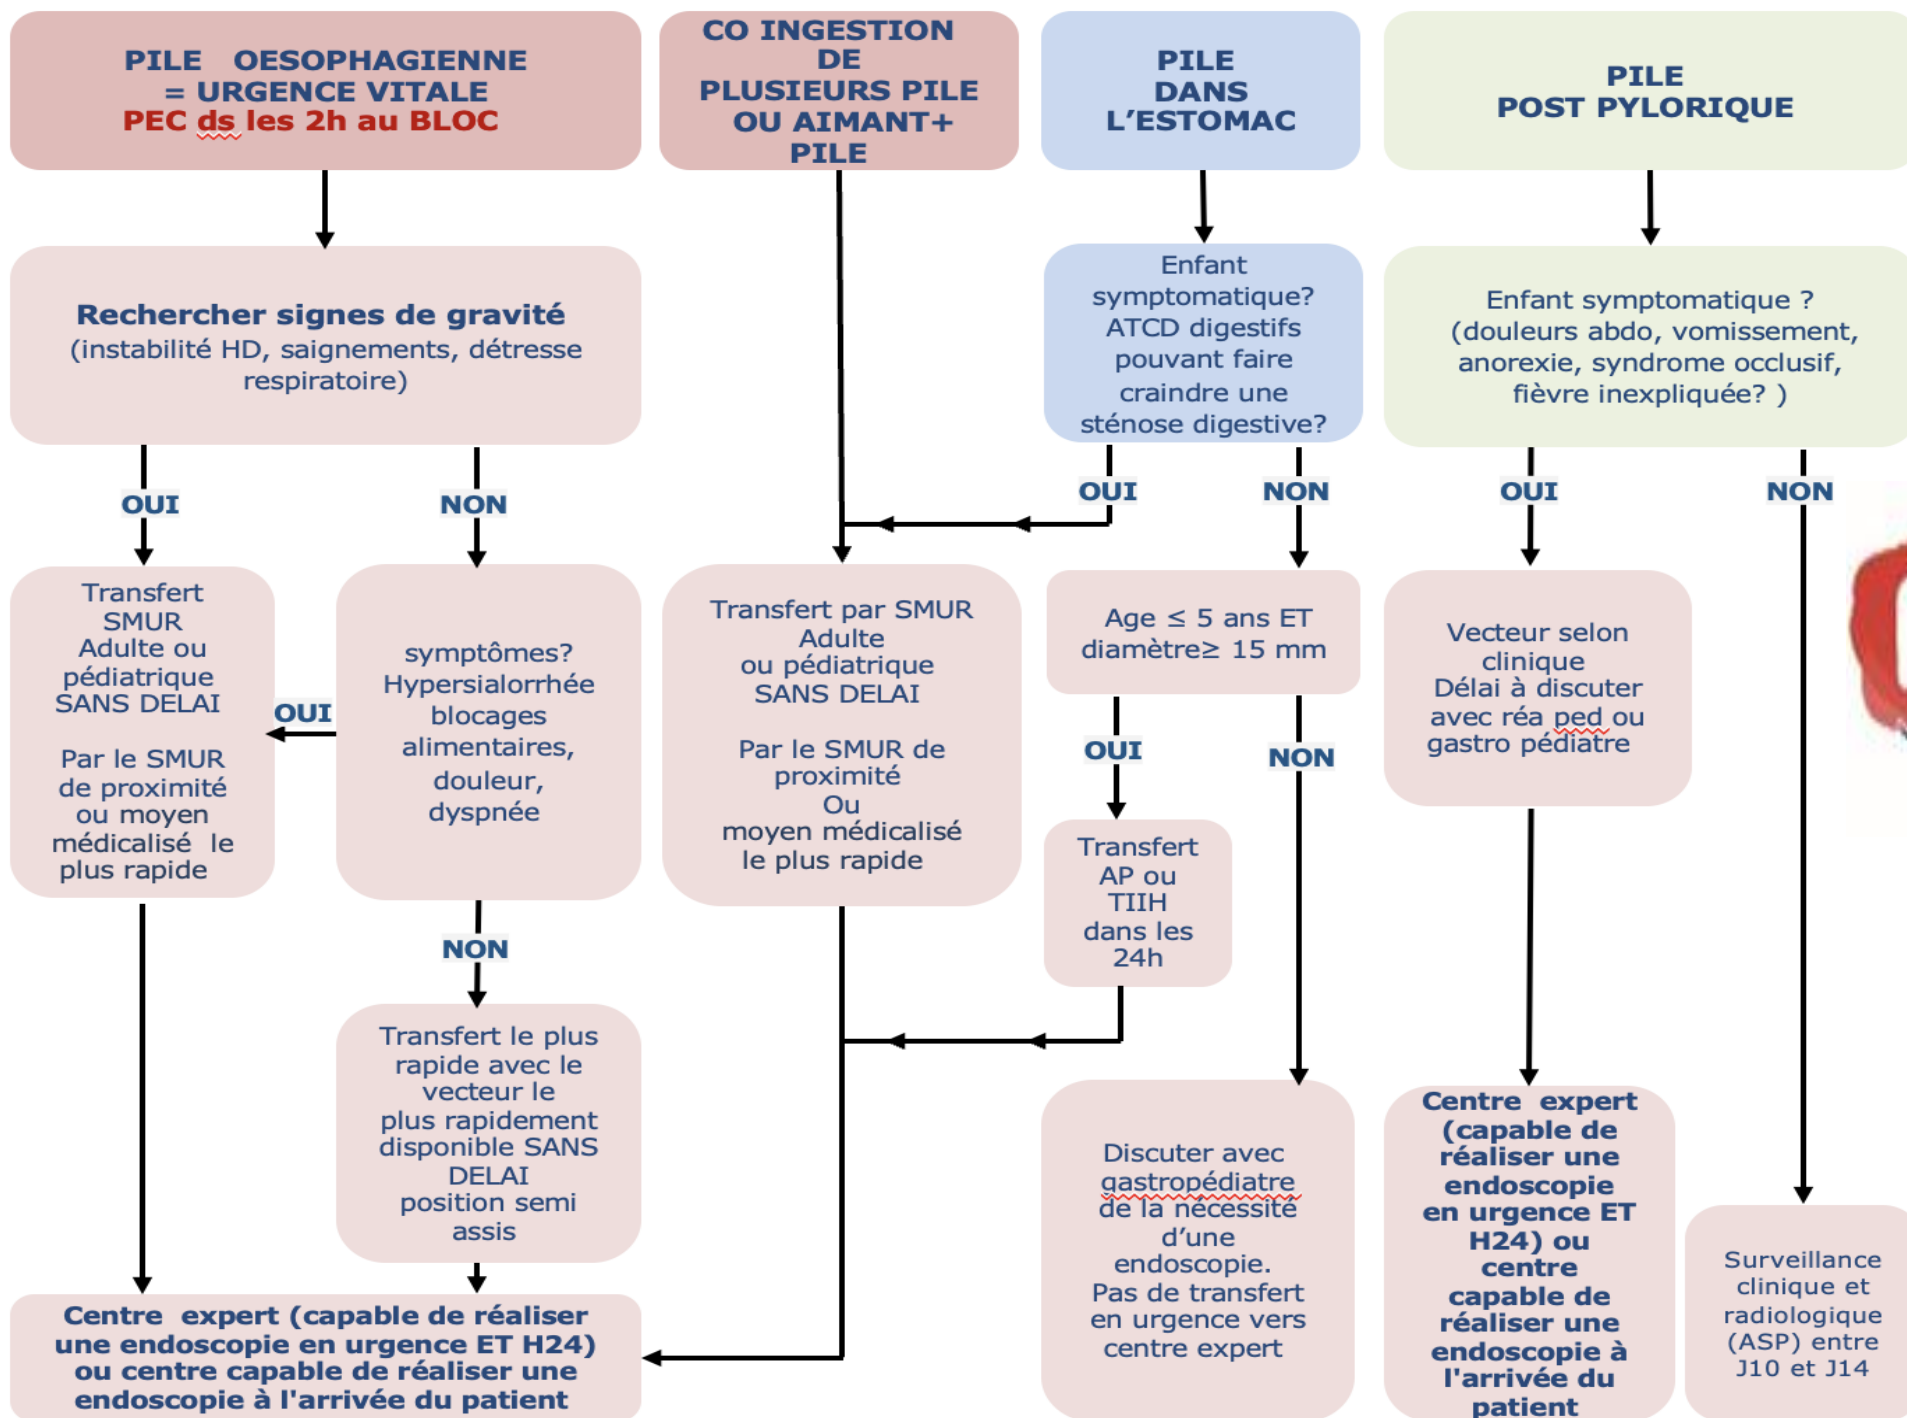 PILE OESOPHAGIENNE
= URGENCE VITALE
PEC ds les 2h au BLOC
CO INGESTION
DE
PLUSIEURS PILE
OU AIMANT+
PILE
PILE
DANS
L'ESTOMAC
PILE
POST PYLORIQUE
Rechercher signes de gravité
(instabilité HD, saignements, détresse
respiratoire)
Enfant
symptomatique?
ATCD digestifs
pouvant faire
craindre une
sténose digestive?
Enfant symptomatique ?
(douleurs abdo, vomissement,
anorexie, syndrome occlusif,
fièvre inexpliquée? )
OUI
NON
OUI
NON
OUI
NON
Transfert
SMUR
Adulte ou
pédiatrique
SANS DELAI
Par le SMUR
de proximité
ou moyen
médicalisé le
plus rapide
OUI
symptômes?
Hypersialorrhée
blocages
alimentaires,
douleur,
dyspnée
Transfert par SMUR
Adulte
ou pédiatrique
SANS DELAI
Par le SMUR de
proximité
Ou
moyen médicalisé
le plus rapide
Age ≤ 5 ans ET
diamètre≥ 15 mm
OUI
NON
Vecteur selon
clinique
Délai à discuter
avec réa ped ou
gastro pédiatre
Transfert
AP ou
TIIH
dans les
24h
NON
Transfert le plus
rapide avec le
vecteur le
plus rapidement
disponible SANS
DELAI
position semi
assis
Discuter avec
gastropédiatre
de la nécessité
d'une
endoscopie.
Pas de transfert
en urgence vers
centre expert
Centre expert
(capable de
réaliser une
endoscopie
en urgence ET
H24) ou
centre
capable de
réaliser une
endoscopie à
l'arrivée du
patient
Surveillance
clinique et
radiologique
(ASP) entre
J10 et J14
Centre expert (capable de réaliser
une endoscopie en urgence ET H24)
ou centre capable de réaliser une
endoscopie à l'arrivée du patient